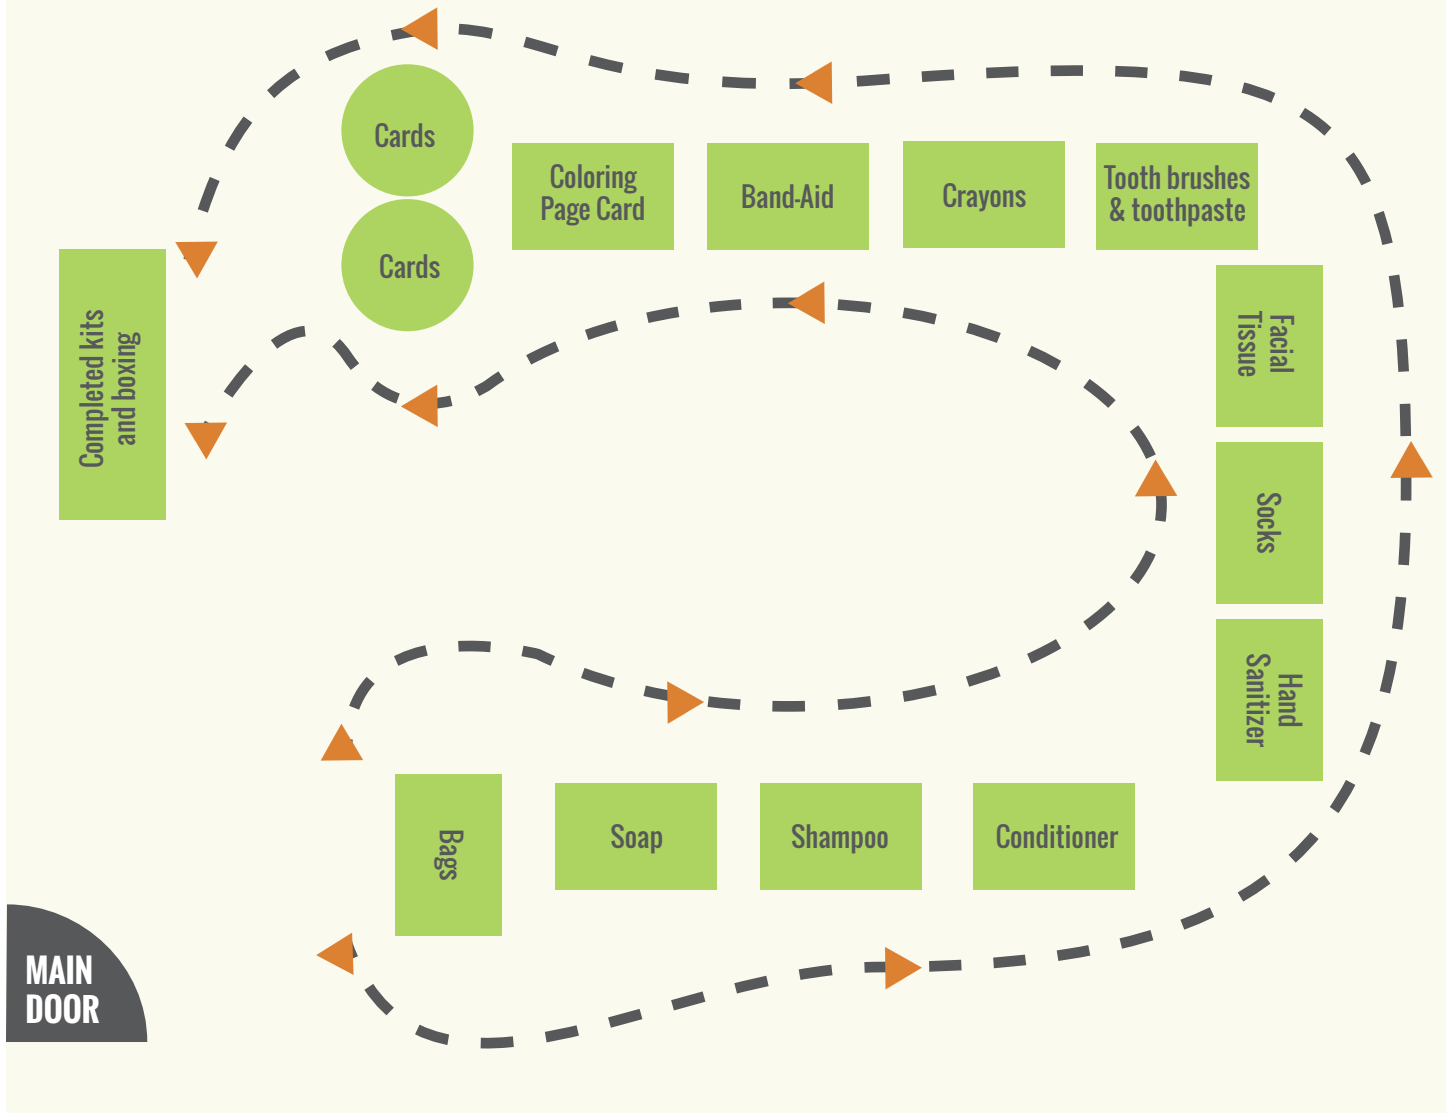 Cards
Coloring
Page Card
Band-Aid
Crayons
Tooth brushes
& toothpaste
Cards
Completed kits
and boxing
Facial
Tissue
Socks
Hand
Sanitizer
Bags
Soap
Shampoo
Conditioner
MAIN
DOOR